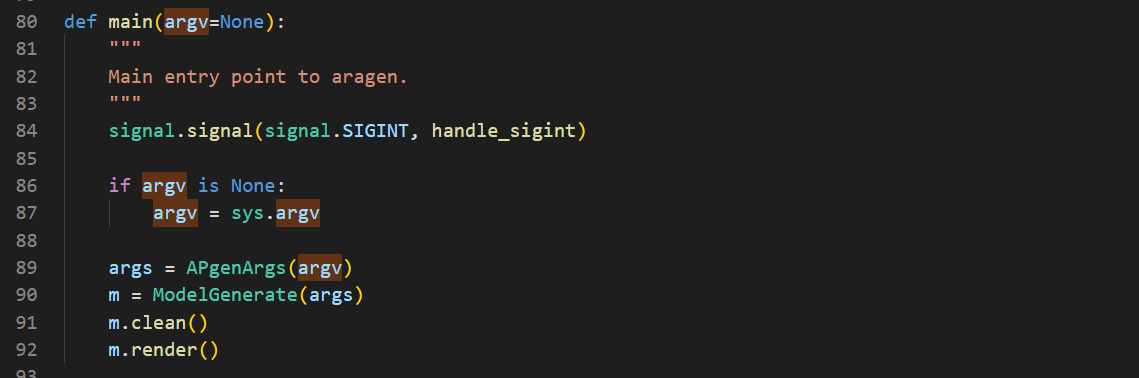 80 def main(argv=None):
81 """
82 Main entry point to aragen.
83 """
84 signal.signal(signal.SIGINT, handle_sigint)
85
86 if argv is None:
87 argv = sys.argv
88
89 args = APgenArgs(argv)
90 m = ModelGenerate(args)
91 m.clean()
92 m.render()
93